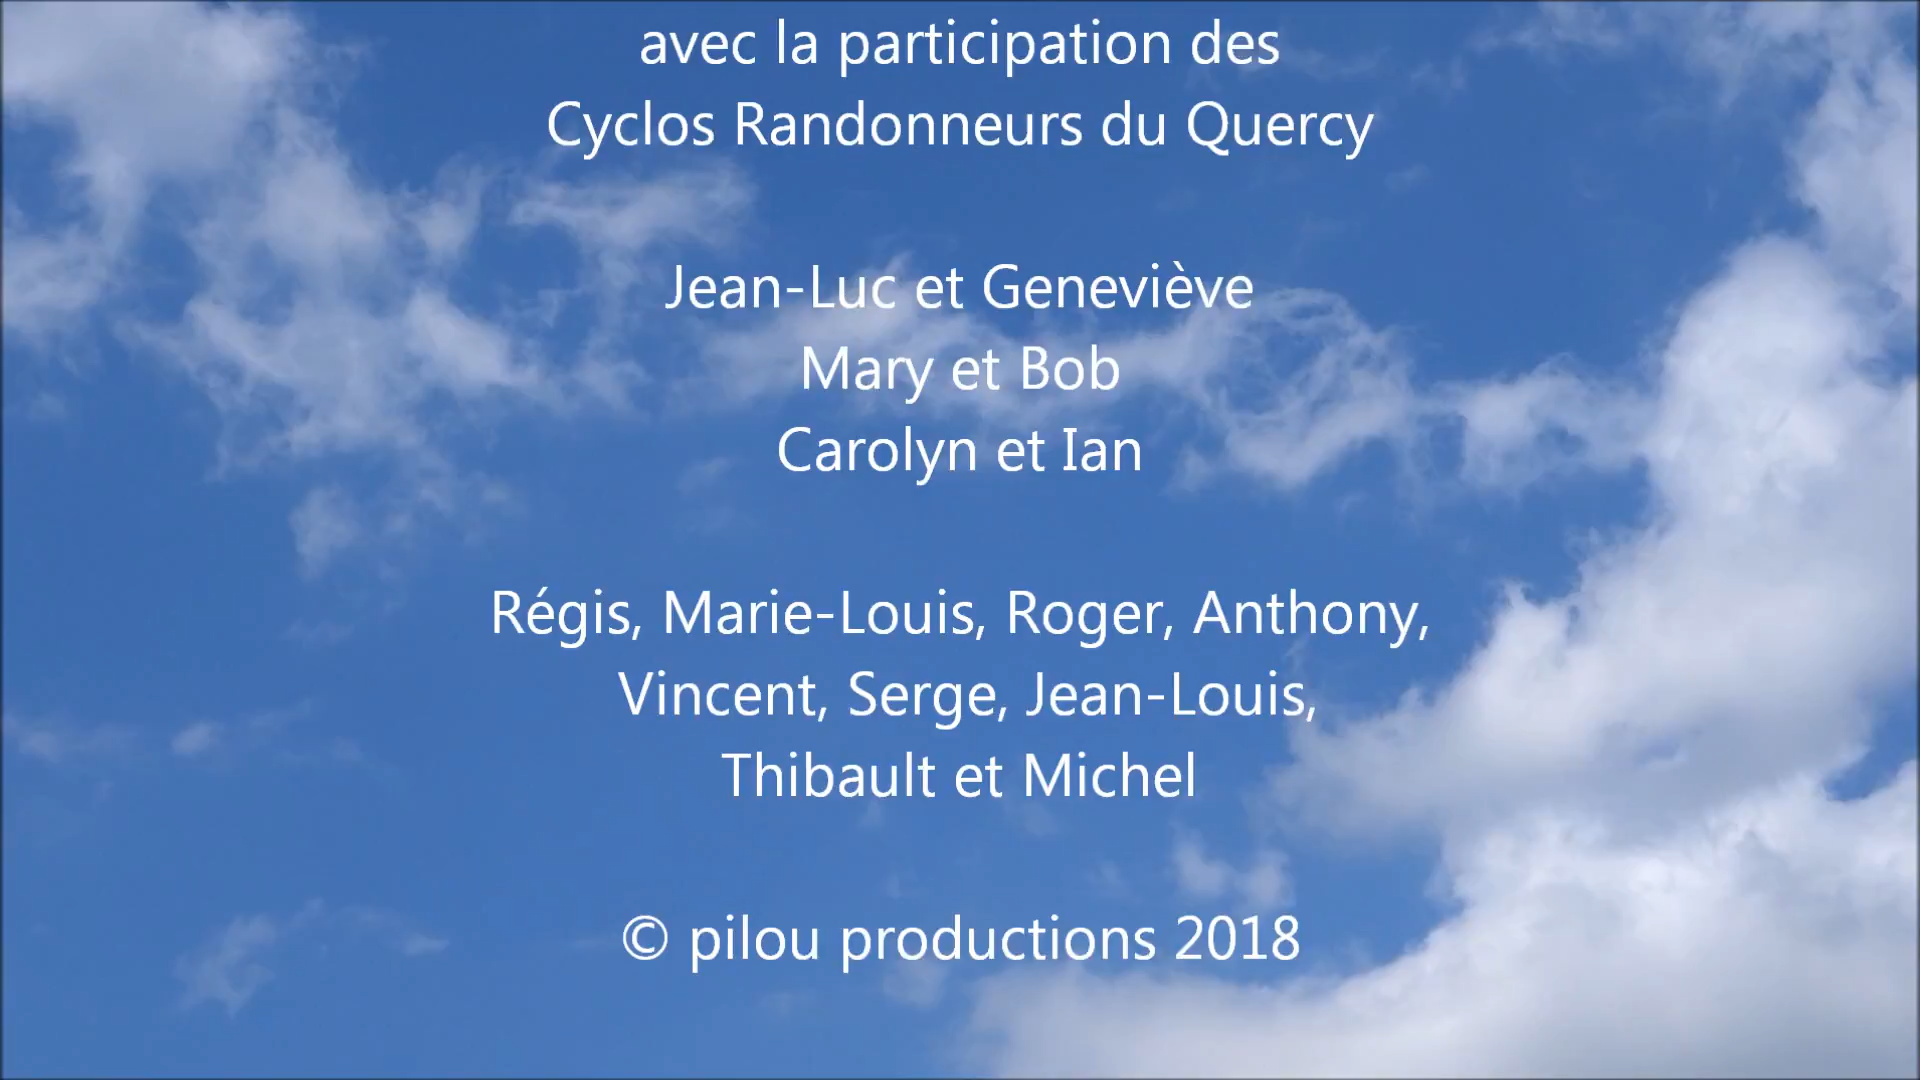 avec la participation des
Cyclos Randonneurs du Quercy
Jean-Luc et Geneviève
Mary et Bob
Carolyn et Ian
Régis, Marie-Louis, Roger, Anthony,
Vincent, Serge, Jean-Louis,
Thibault et Michel
© pilou productions 2018